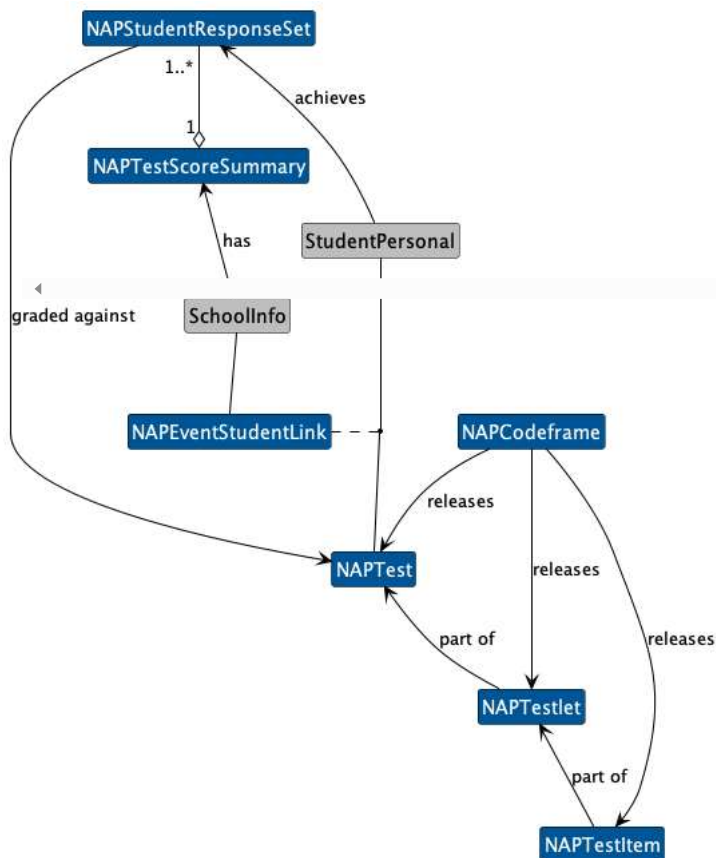 NAPStudentResponseSet
1..*
achieves
1
NAPTestScoreSummary
has
StudentPersonal
graded against
SchoolInfo
NAPEventStudentLink
NAPCodeframe
releases
NAPTest
releases
part of
releases
NAPTestlet
part of
NAPTestItem